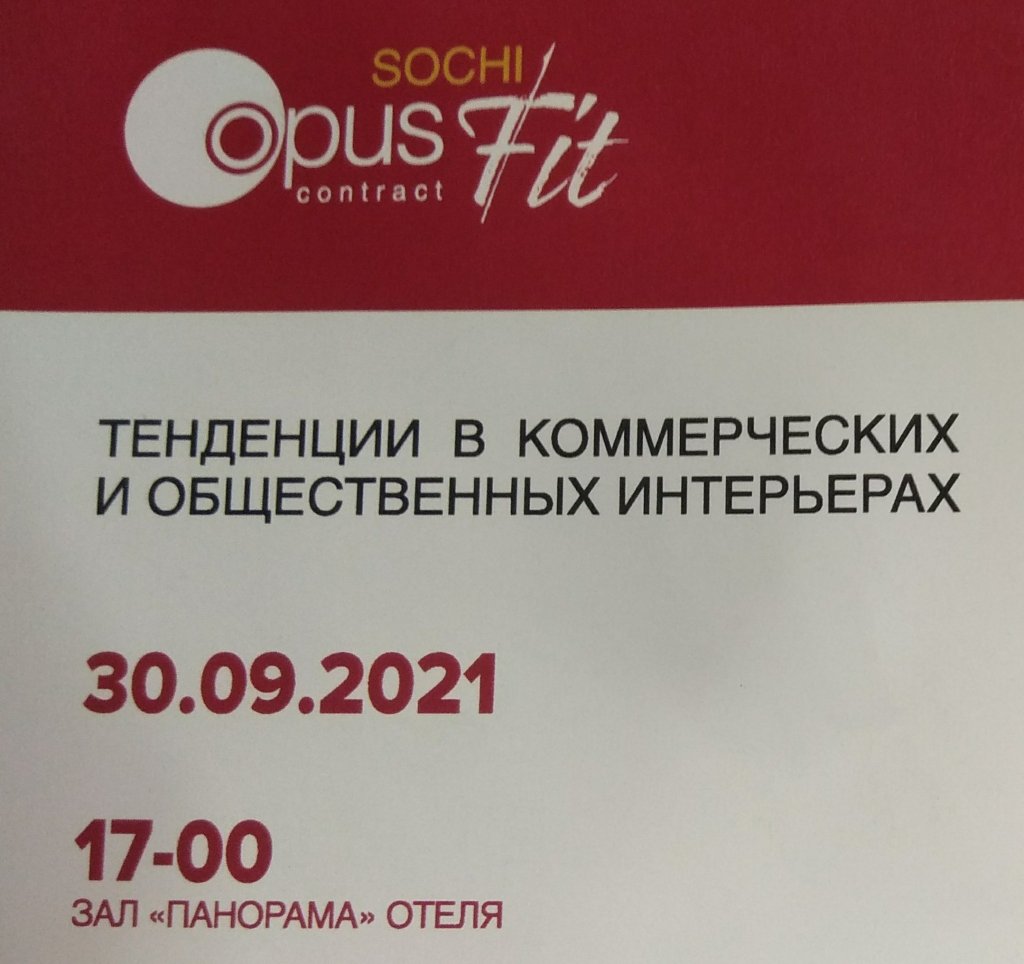 SOCHI
Opus Fit
contract
ТЕНДЕНЦИИ В КОММЕРЧЕСКИХ
И ОБЩЕСТВЕННЫХ ИНТЕРЬЕРАХ
30.09.2021
17-00
ЗАЛ «ПАНОРАМА» ОТЕЛЯ